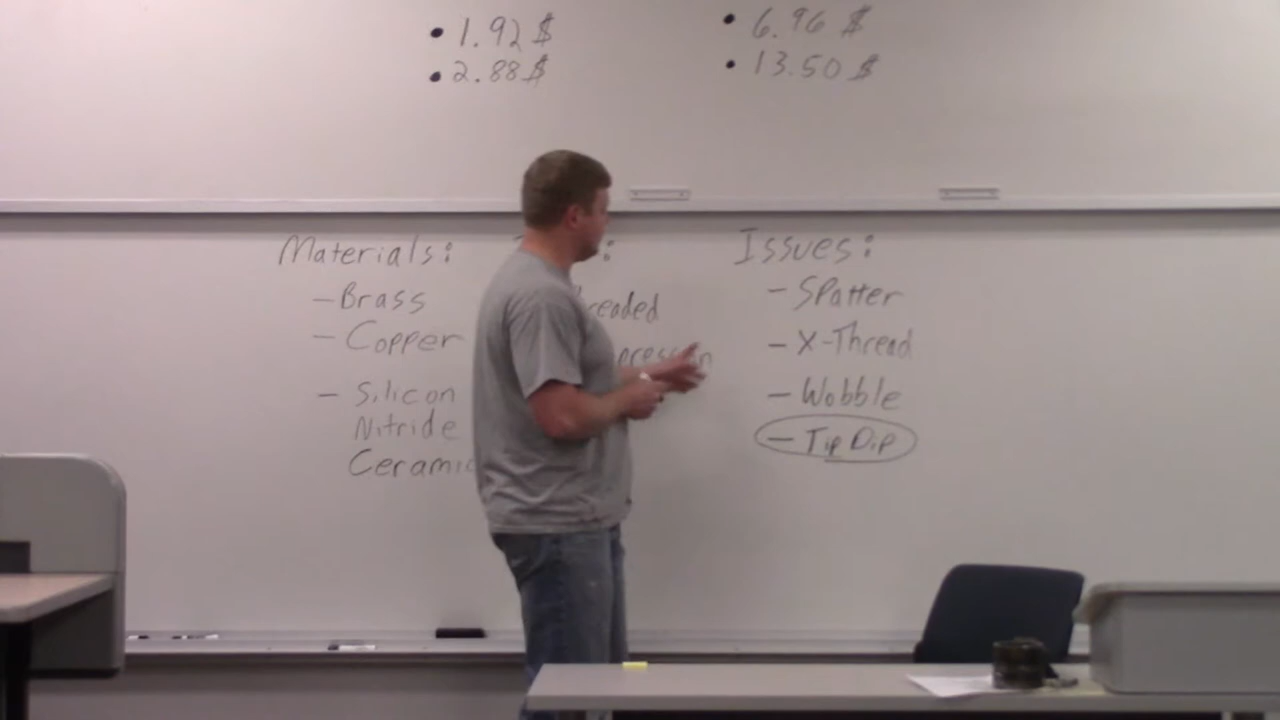 • 1.92 $
• 2.88 $
• 6.96 $
• 13.50 $
Materials:
- Brass
- Copper
- Silicon
Nitride
Ceramic
Issues:
- Spatter
- X-Thread
- Wobble
- Tip Dip